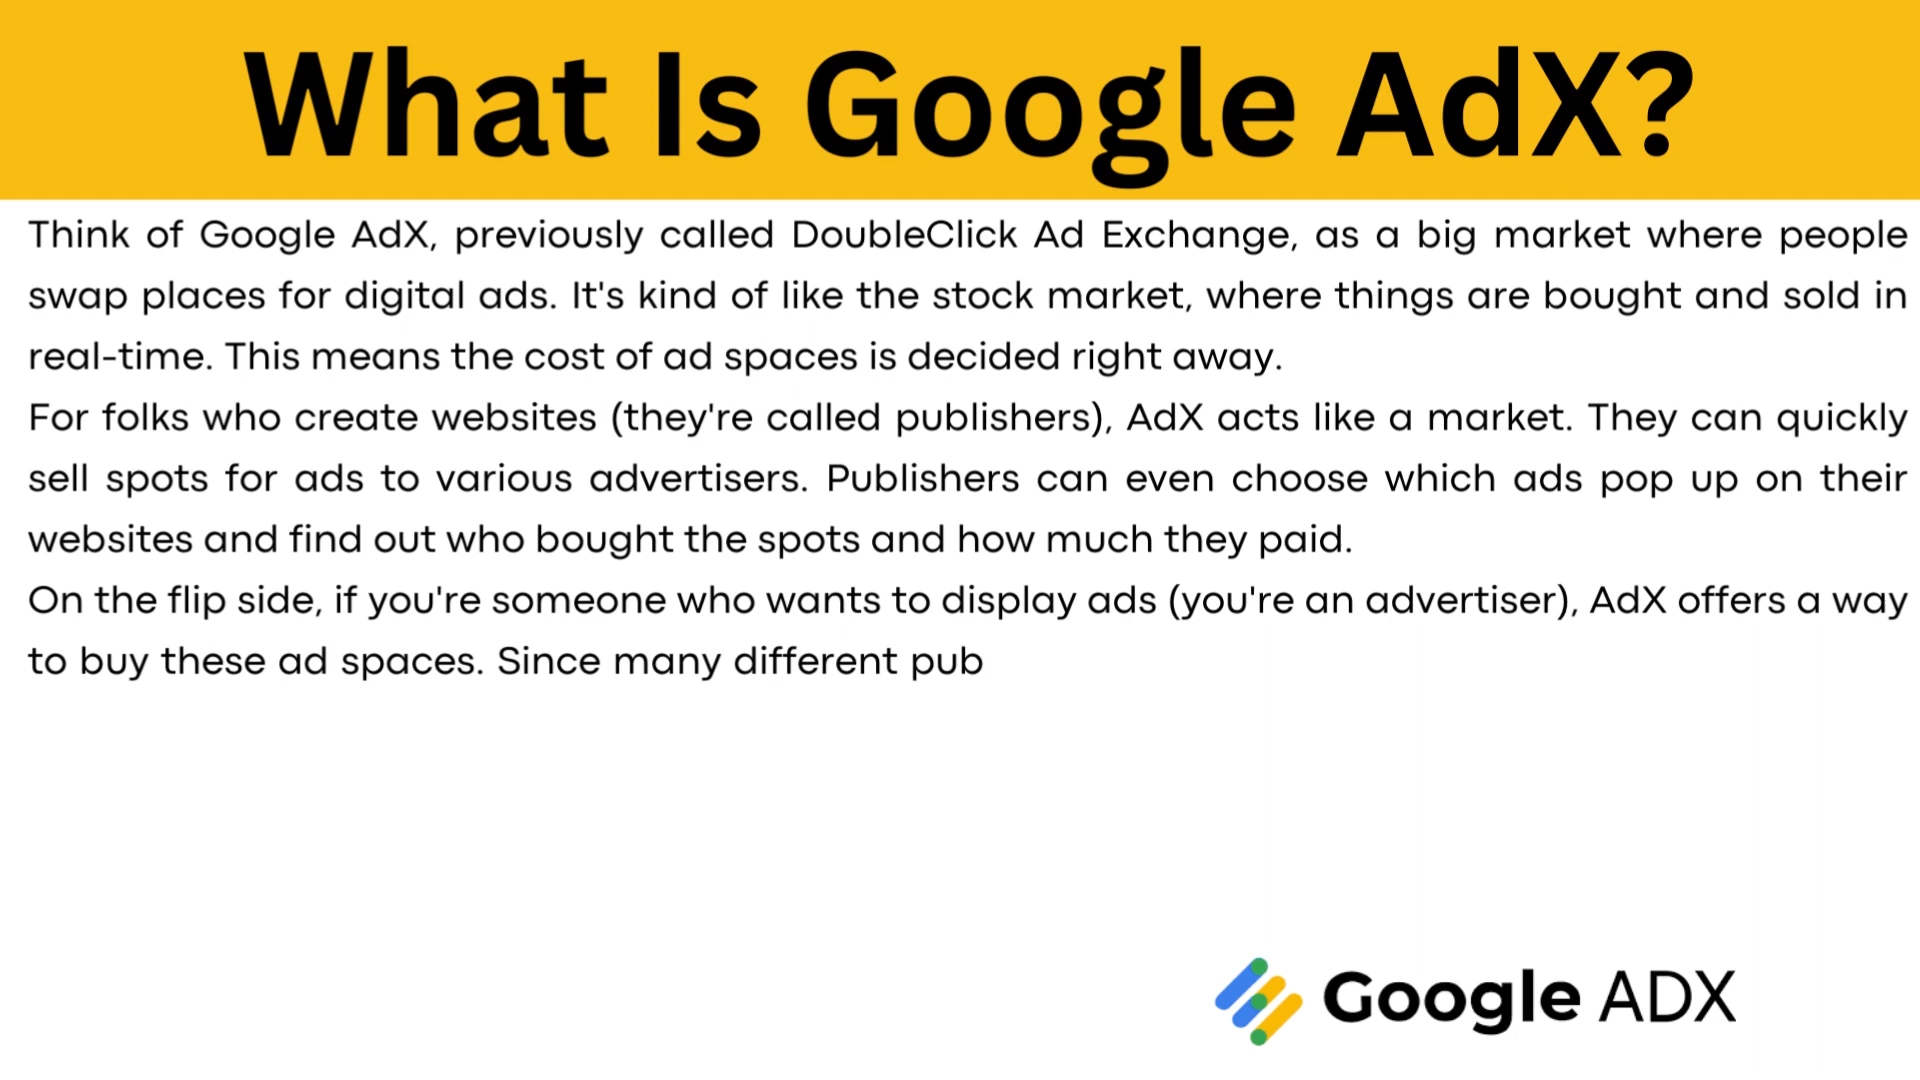 What Is Google AdX?
Think of Google AdX, previously called DoubleClick Ad Exchange, as a big market where people
swap places for digital ads. It's kind of like the stock market, where things are bought and sold in
real-time. This means the cost of ad spaces is decided right away.
For folks who create websites (they're called publishers), AdX acts like a market. They can quickly
sell spots for ads to various advertisers. Publishers can even choose which ads pop up on their
websites and find out who bought the spots and how much they paid.
On the flip side, if you're someone who wants to display ads (you're an advertiser), AdX offers a way
to buy these ad spaces. Since many different pub
Google ADX